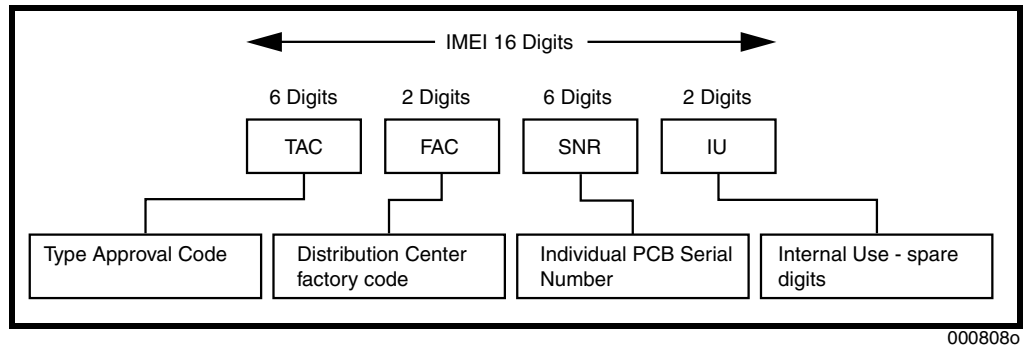 IMEI 16 Digits
6 Digits
2 Digits
6 Digits
2 Digits
TAC
FAC
SNR
IU
Type Approval Code
Distribution Center
factory code
Individual PCB Serial
Number
Internal Use - spare
digits
000808o